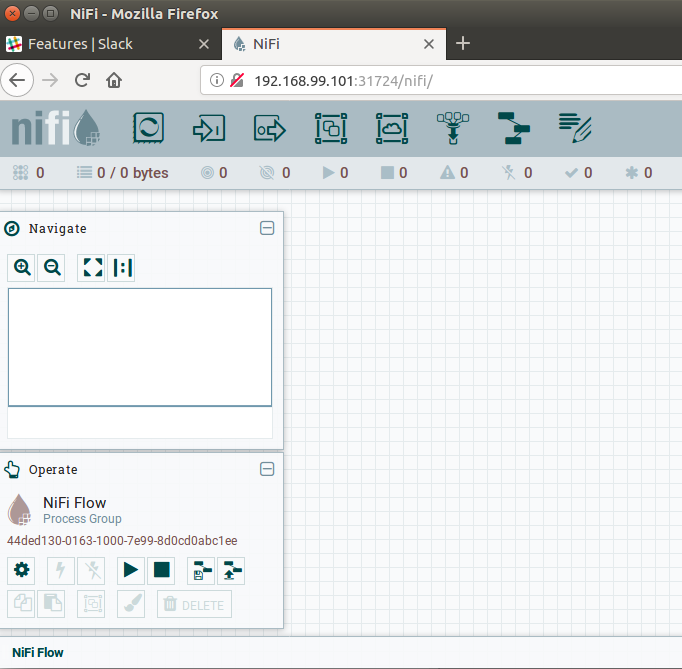 NiFi - Mozilla Firefox
Features | Slack
NiFi
192.168.99.101:31724/nifi/
nifi
0 0 / 0 bytes 0 0 0 0 0 0 0 0
Navigate
Operate
NiFi Flow
Process Group
44ded130-0163-1000-7e99-8d0cd0abc1ee
DELETE
NiFi Flow